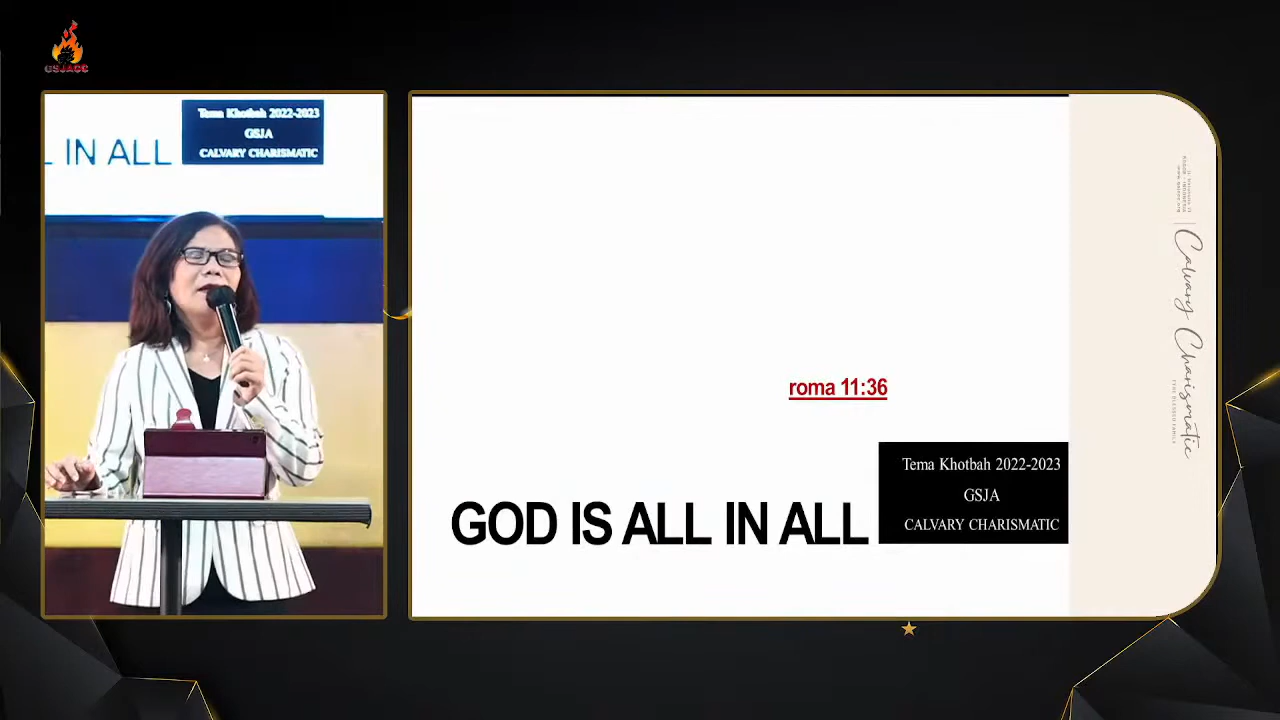 GSJACC
IN ALL
Tema Khotbah 2022-2023
GSJA
CALVARY CHARISMATIC
roma 11:36
GOD IS ALL IN ALL
Tema Khotbah 2022-2023
GSJA
CALVARY CHARISMATIC
Calvary Charismatic